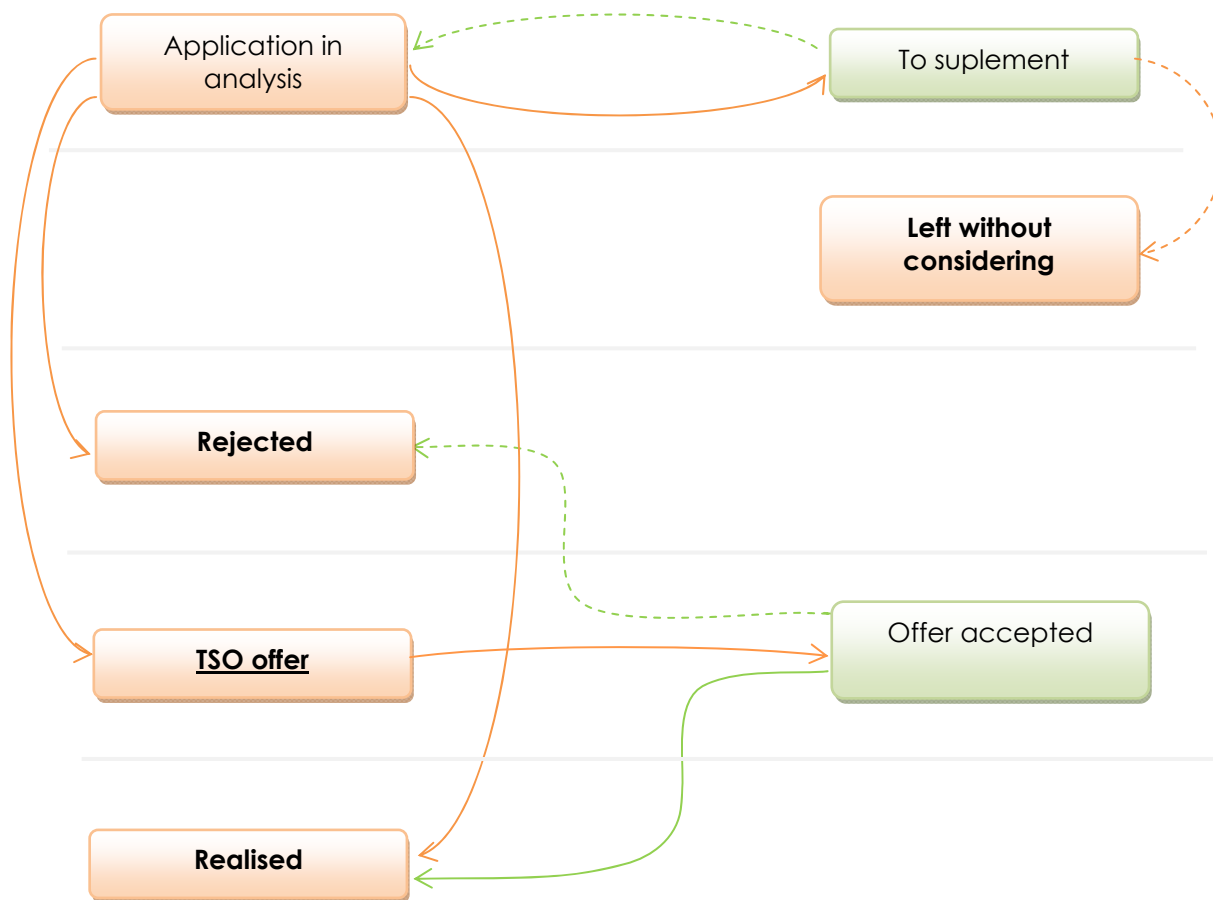 Application in
analysis
To suplement
Left without
considering
Rejected
Offer accepted
TSO offer
Realised